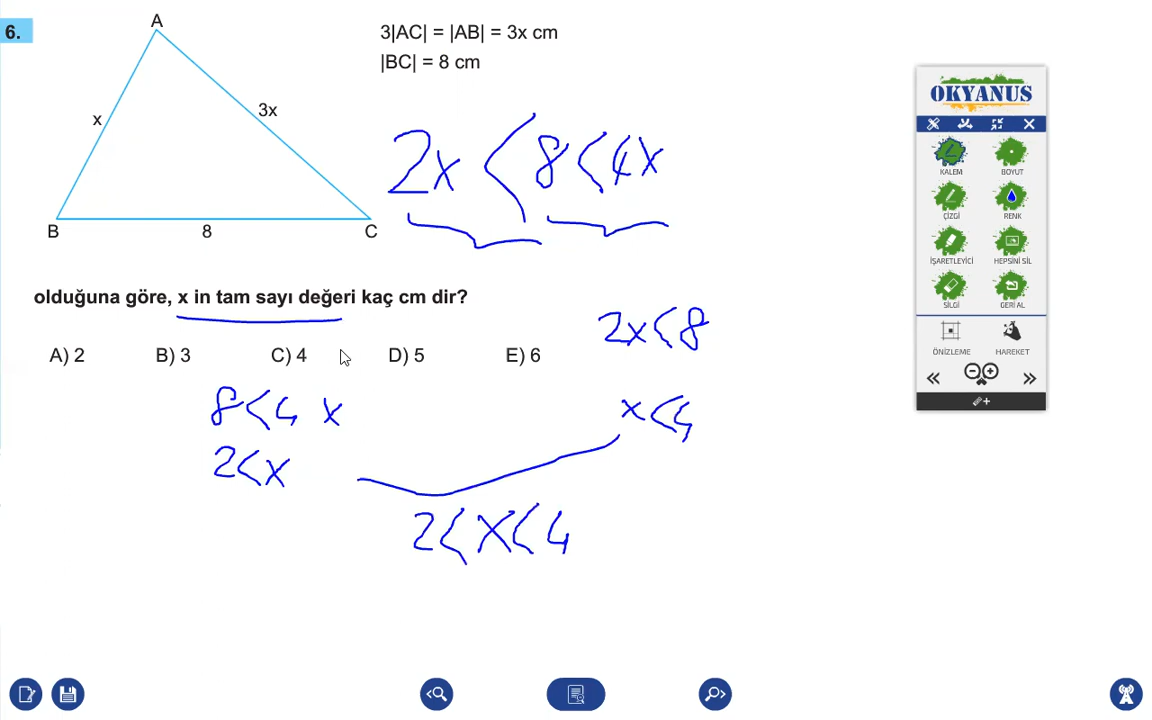 6.
A
x
3x
B
8
C
3|AC| = |AB| = 3x cm
|BC| = 8 cm
2x < 8 < 4x
olduğuna göre, x in tam sayı değeri kaç cm dir?
A) 2 B) 3 C) 4 D) 5 E) 6
2x < 8
8 < 4 x
x < 4
2 < x
2 < x < 4
OKYANUS
KALEM BOYUT
ÇİZGİ RENK
İŞARETLEYİCİ HEPSİNİ SİL
SİLGİ GERİ AL
ÖNİZLEME HAREKET